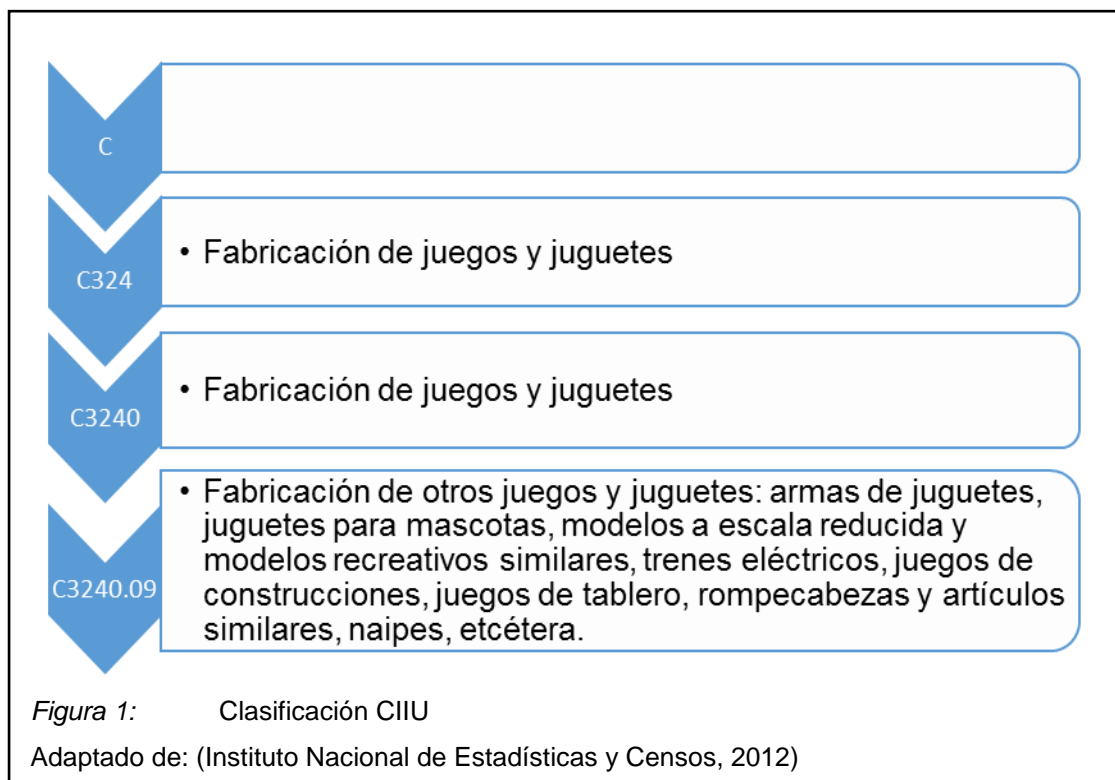 C
C324
• Fabricación de juegos y juguetes
C3240
• Fabricación de juegos y juguetes
C3240.09
• Fabricación de otros juegos y juguetes: armas de juguetes,
juguetes para mascotas, modelos a escala reducida y
modelos recreativos similares, trenes eléctricos, juegos de
construcciones, juegos de tablero, rompecabezas y artículos
similares, naipes, etcétera.
Figura 1: Clasificación CIIU
Adaptado de: (Instituto Nacional de Estadísticas y Censos, 2012)